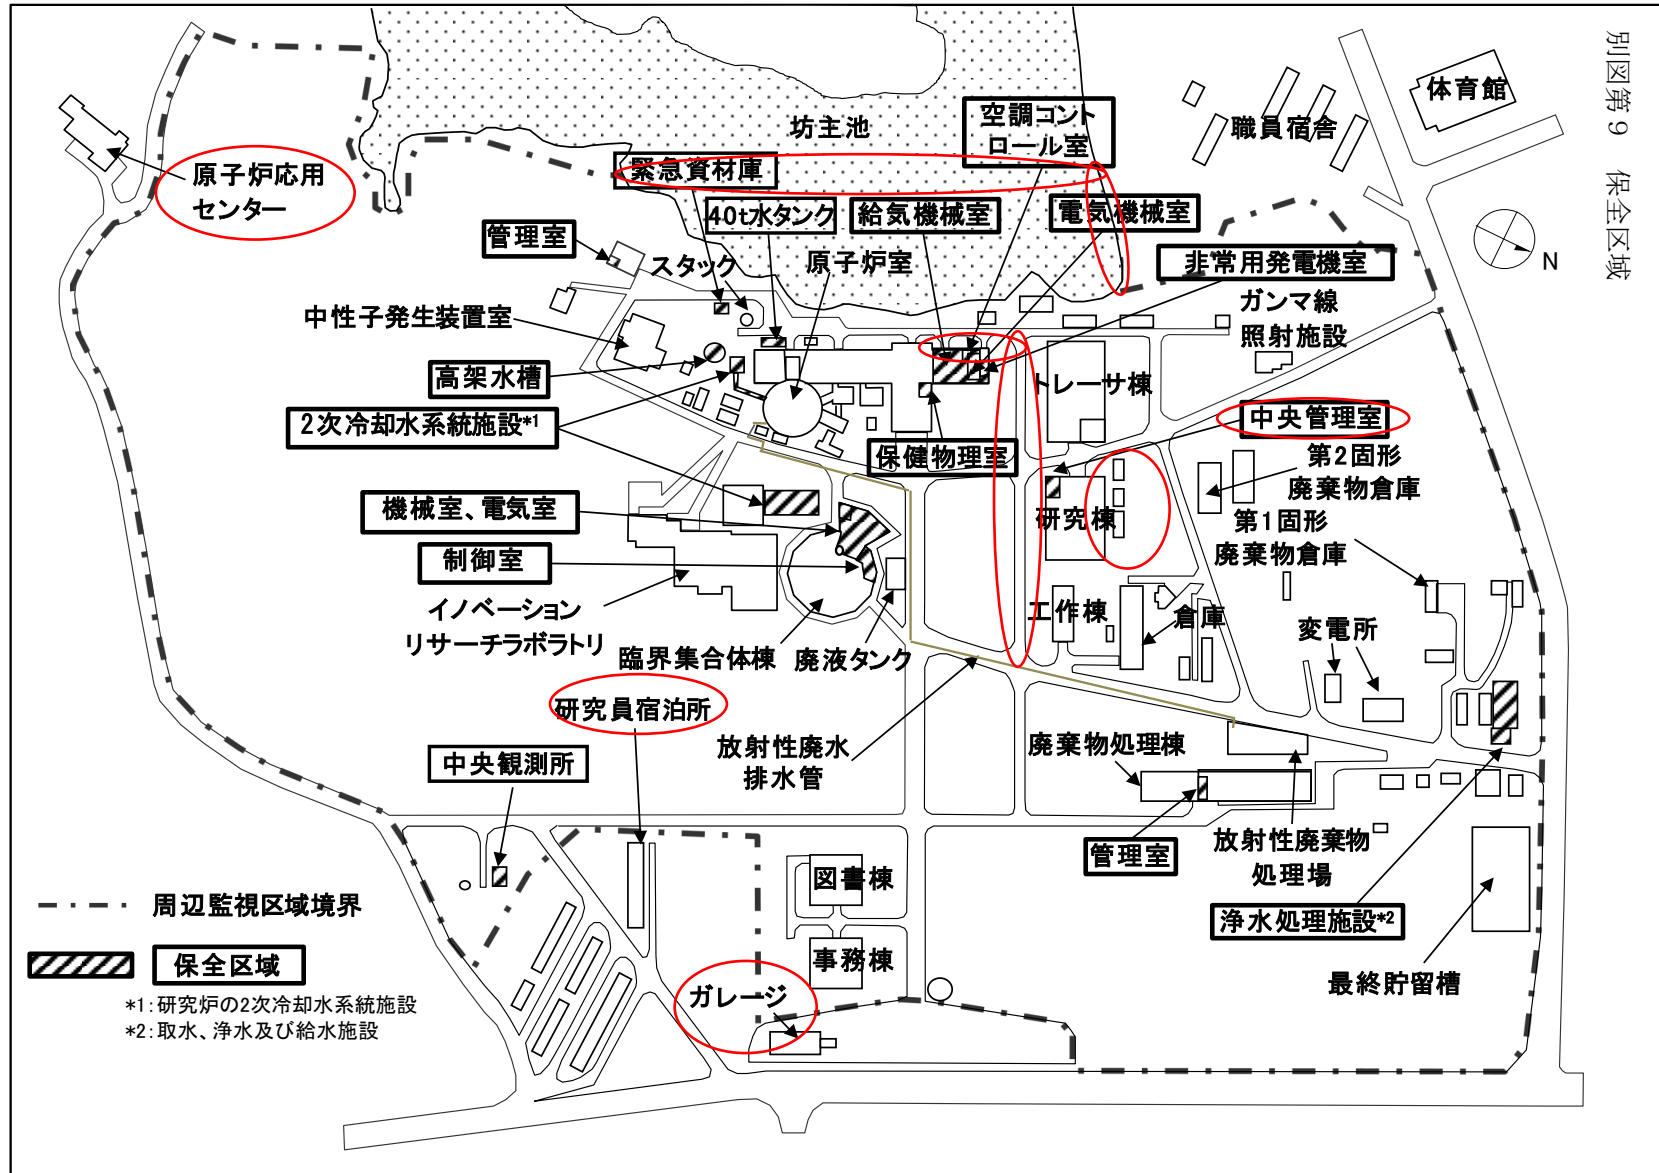 別図第9 保全区域
体育館
職員宿舎
坊主池
空調コント
ロール室
緊急資材庫
原子炉応用
センター
40t水タンク
給気機械室
電気機械室
管理室
スタック
原子炉室
非常用発電機室
N
ガンマ線
照射施設
中性子発生装置室
高架水槽
トレーサ棟
2次冷却水系統施設*1
中央管理室
保健物理室
第2固形
廃棄物倉庫
機械室、電気室
研究棟
第1固形
廃棄物倉庫
制御室
イノベーション
リサーチラボラトリ
工作棟
倉庫
変電所
臨界集合体棟
廃液タンク
研究員宿泊所
放射性廃水
排水管
廃棄物処理棟
中央観測所
管理室
放射性廃棄物
処理場
図書棟
浄水処理施設*2
周辺監視区域境界
保全区域
事務棟
最終貯留槽
ガレージ
*1:研究炉の2次冷却水系統施設
*2:取水、浄水及び給水施設